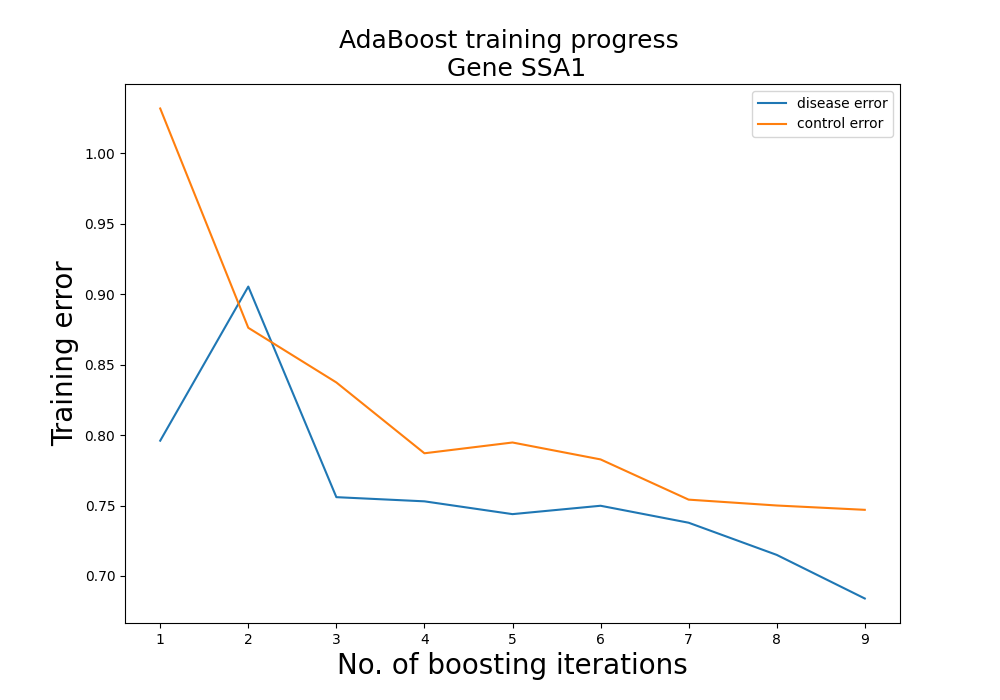 AdaBoost training progress
Gene SSA1
disease error
control error
Training error
1.00
0.95
0.90
0.85
0.80
0.75
0.70
1 2 3 4 5 6 7 8 9
No. of boosting iterations